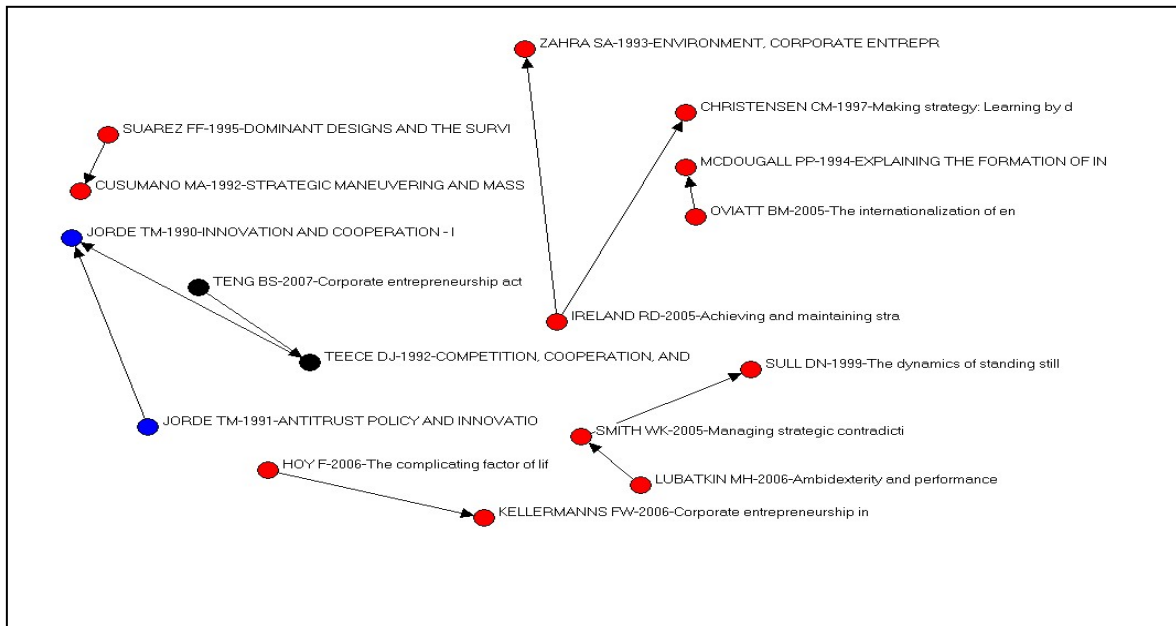 ZAHRA SA-1993-ENVIRONMENT, CORPORATE ENTREPR
CHRISTENSEN CM-1997-Making strategy: Learning by d
SUAREZ FF-1995-DOMINANT DESIGNS AND THE SURVI
MCDOUGALL PP-1994-EXPLAINING THE FORMATION OF IN
CUSUMANO MA-1992-STRATEGIC MANEUVERING AND MASS
OVIATT BM-2005-The internationalization of en
JORDE TM-1990-INNOVATION AND COOPERATION - I
TENG BS-2007-Corporate entrepreneurship act
IRELAND RD-2005-Achieving and maintaining stra
TEECE DJ-1992-COMPETITION, COOPERATION, AND
SULL DN-1999-The dynamics of standing still
JORDE TM-1991-ANTITRUST POLICY AND INNOVATIO
SMITH WK-2005-Managing strategic contradicti
HOY F-2006-The complicating factor of lif
LUBATKIN MH-2006-Ambidexterity and performance
KELLERMANNS FW-2006-Corporate entrepreneurship in